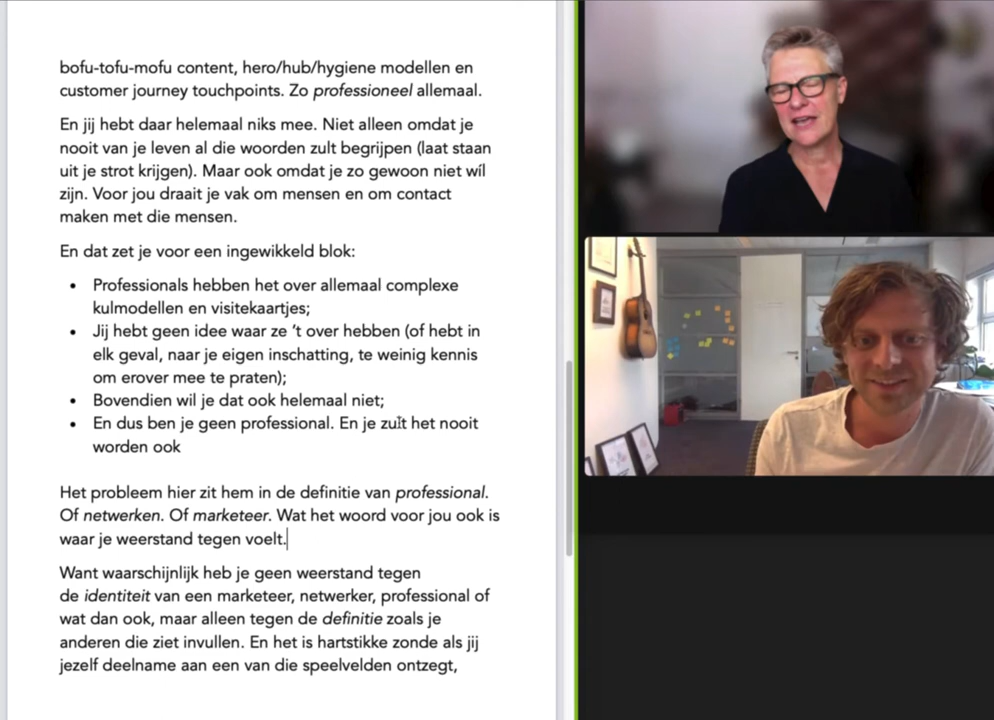 bofu-tofu-mofu content, hero/hub/hygiene modellen en
customer journey touchpoints. Zo professioneel allemaal.
En jij hebt daar helemaal niks mee. Niet alleen omdat je
nooit van je leven al die woorden zult begrijpen (laat staan
uit je strot krijgen). Maar ook omdat je zo gewoon niet wíl
zijn. Voor jou draait je vak om mensen en om contact
maken met die mensen.
En dat zet je voor een ingewikkeld blok:
• Professionals hebben het over allemaal complexe
kulmodellen en visitekaartjes;
• Jij hebt geen idee waar ze ’t over hebben (of hebt in
elk geval, naar je eigen inschatting, te weinig kennis
om erover mee te praten);
• Bovendien wil je dat ook helemaal niet;
• En dus ben je geen professional. En je zult het nooit
worden ook
Het probleem hier zit hem in de definitie van professional.
Of netwerken. Of marketeer. Wat het woord voor jou ook is
waar je weerstand tegen voelt.
Want waarschijnlijk heb je geen weerstand tegen
de identiteit van een marketeer, netwerker, professional of
wat dan ook, maar alleen tegen de definitie zoals je
anderen die ziet invullen. En het is hartstikke zonde als jij
jezelf deelname aan een van die speelvelden ontzegt,